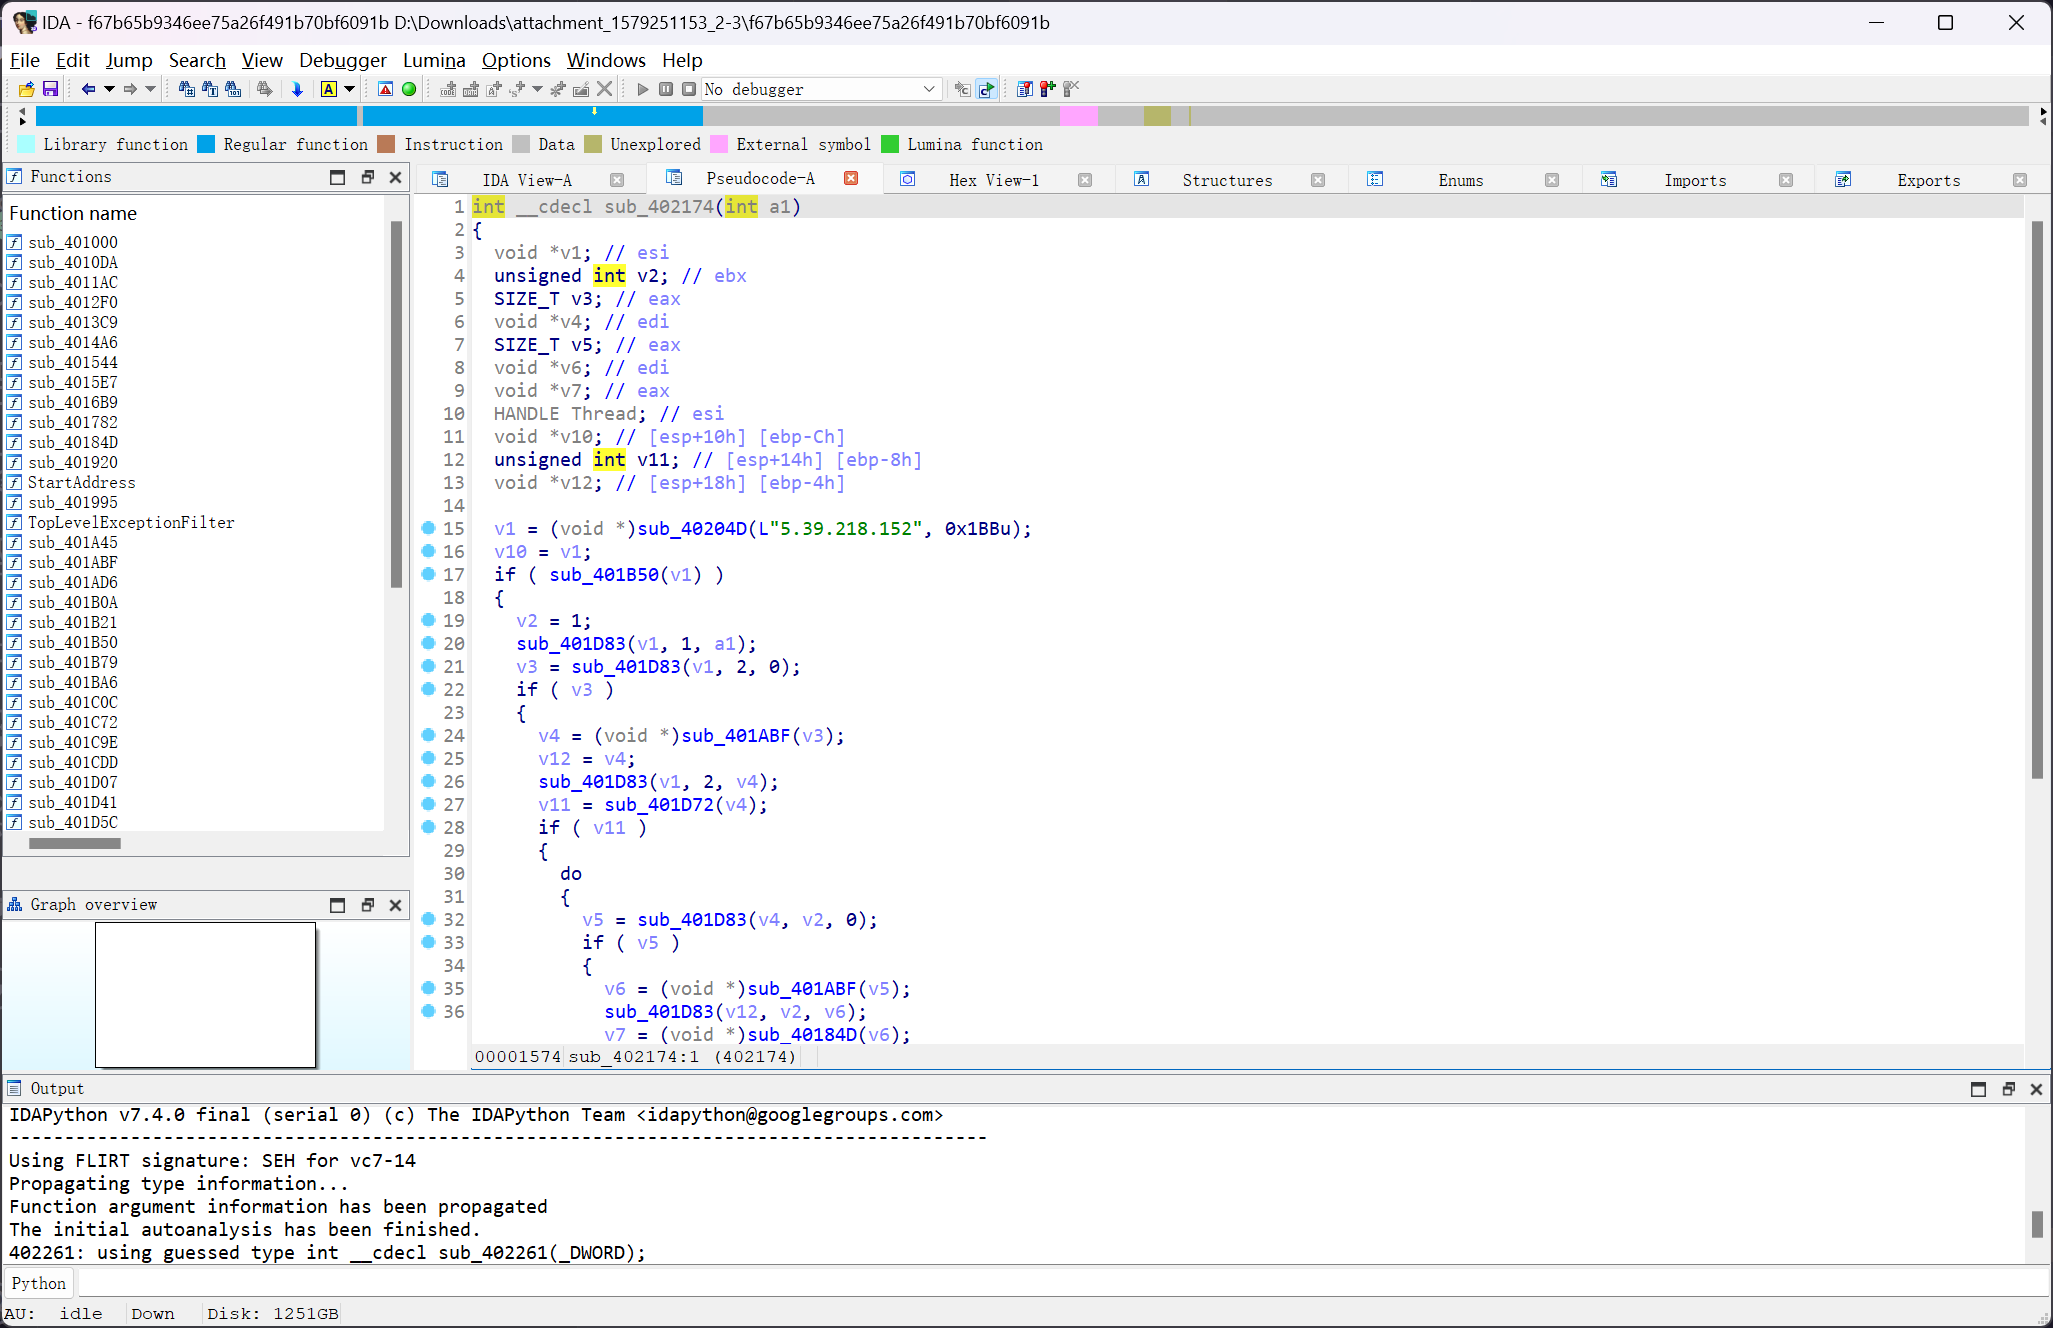 IDA - f67b65b9346ee75a26f491b70bf6091b D:\Downloads\attachment_1579251153_2-3\f67b65b9346ee75a26f491b70bf6091b
File Edit Jump Search View Debugger Lumina Options Windows Help
No debugger
Library function Regular function Instruction Data Unexplored External symbol Lumina function
Functions
Function name
sub_401000
sub_4010DA
sub_4011AC
sub_4012F0
sub_4013C9
sub_4014A6
sub_401544
sub_4015E7
sub_4016B9
sub_401782
sub_40184D
sub_401920
StartAddress
sub_401995
TopLevelExceptionFilter
sub_401A45
sub_401ABF
sub_401AD6
sub_401B0A
sub_401B21
sub_401B50
sub_401B79
sub_401BA6
sub_401C0C
sub_401C72
sub_401C9E
sub_401CDD
sub_401D07
sub_401D41
sub_401D5C
Graph overview
IDA View-A Pseudocode-A Hex View-1 Structures Enums Imports Exports
1 int __cdecl sub_402174(int a1)
2 {
3 void *v1; // esi
4 unsigned int v2; // ebx
5 SIZE_T v3; // eax
6 void *v4; // edi
7 SIZE_T v5; // eax
8 void *v6; // edi
9 void *v7; // eax
10 HANDLE Thread; // esi
11 void *v10; // [esp+10h] [ebp-Ch]
12 unsigned int v11; // [esp+14h] [ebp-8h]
13 void *v12; // [esp+18h] [ebp-4h]
14
15 v1 = (void *)sub_40204D(L"5.39.218.152", 0x1BBu);
16 v10 = v1;
17 if ( sub_401B50(v1) )
18 {
19 v2 = 1;
20 sub_401D83(v1, 1, a1);
21 v3 = sub_401D83(v1, 2, 0);
22 if ( v3 )
23 {
24 v4 = (void *)sub_401ABF(v3);
25 v12 = v4;
26 sub_401D83(v1, 2, v4);
27 v11 = sub_401D72(v4);
28 if ( v11 )
29 {
30 do
31 {
32 v5 = sub_401D83(v4, v2, 0);
33 if ( v5 )
34 {
35 v6 = (void *)sub_401ABF(v5);
36 sub_401D83(v12, v2, v6);
v7 = (void *)sub_40184D(v6);
00001574 sub_402174:1 (402174)
Output
IDAPython v7.4.0 final (serial 0) (c) The IDAPython Team <idapython@googlegroups.com>
-----------------------------------------------------------------------------------------
Using FLIRT signature: SEH for vc7-14
Propagating type information...
Function argument information has been propagated
The initial autoanalysis has been finished.
402261: using guessed type int __cdecl sub_402261(_DWORD);
Python
AU: idle Down Disk: 1251GB